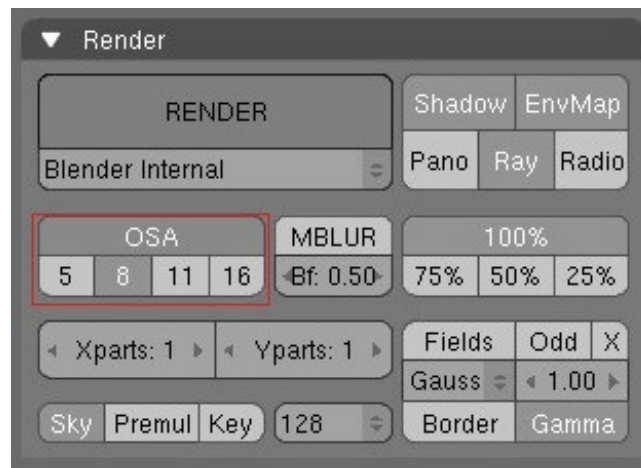 Render
RENDER
Shadow EnvMap
Blender Internal
Pano Ray Radio
OSA MBLUR 100%
5 8 11 16 Bf: 0.50 75% 50% 25%
Xparts: 1 Yparts: 1 Fields Odd X
Gauss 1.00
Sky Premul Key 128 Border Gamma